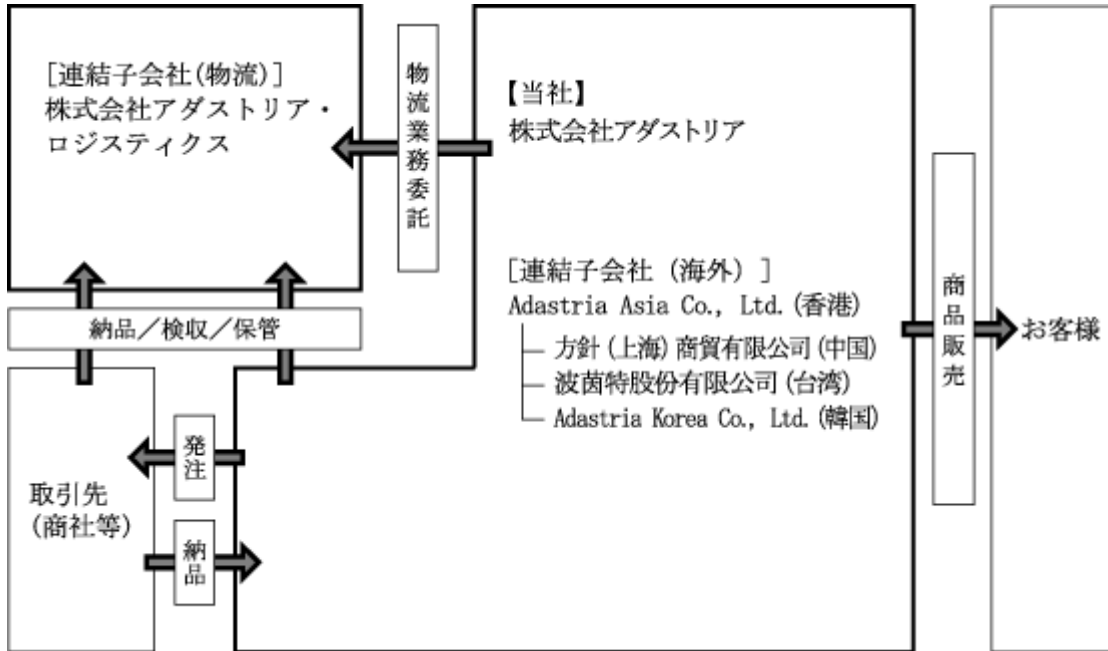 [連結子会社(物流)]
株式会社アダストリア・
ロジスティクス
物流業務委託
【当社】
株式会社アダストリア
[連結子会社(海外)]
Adastria Asia Co., Ltd.(香港)
方針(上海)商貿有限公司(中国)
波茵特股份有限公司(台湾)
Adastria Korea Co., Ltd.(韓国)
商品販売
お客様
納品/検収/保管
発注
取引先
(商社等)
納品